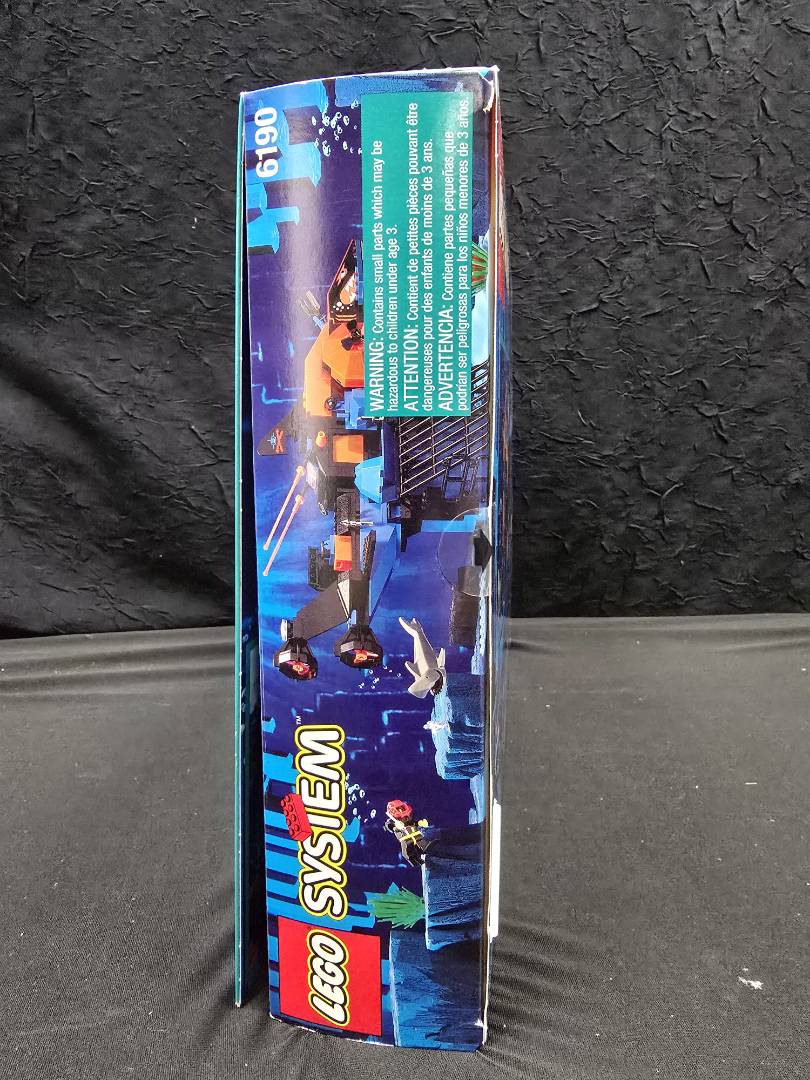 6190
WARNING: Contains small parts which may be
hazardous to children under age 3.
ATTENTION: Contient de petites pièces pouvant être
dangereuses pour des enfants de moins de 3 ans.
ADVERTENCIA: Contiene partes pequeñas que
podrían ser peligrosas para los niños menores de 3 años.
LEGO SYSTEM™